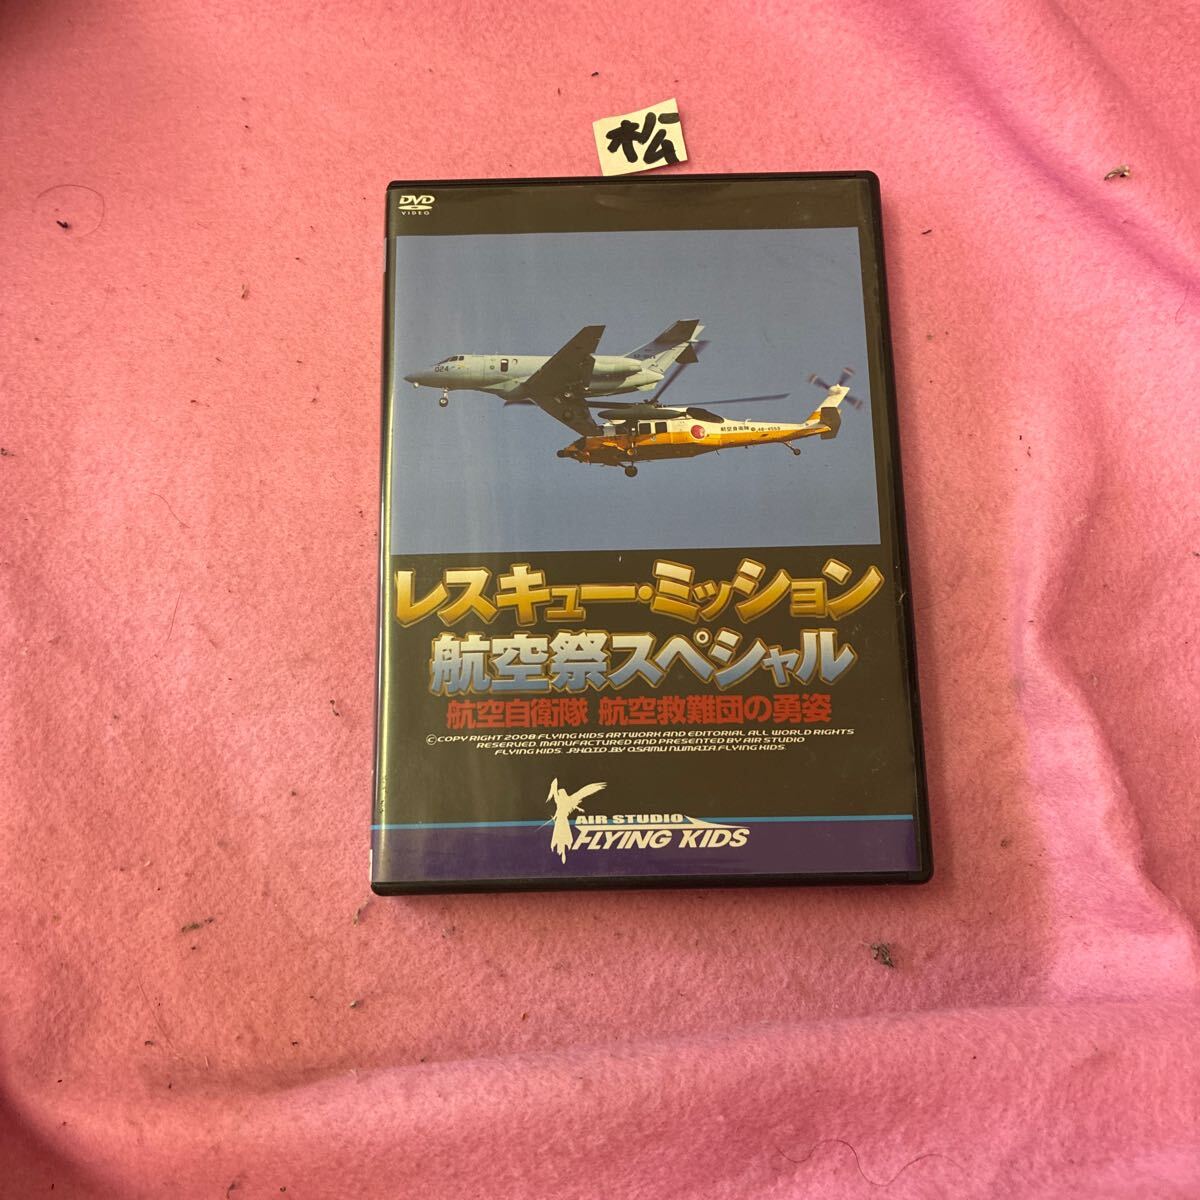 松
DVD
VIDEO
024
航空自衛隊 48-4553
レスキュー・ミッション
航空祭スペシャル
航空自衛隊 航空救難団の勇姿
©COPY RIGHT 2008 FLYING KIDS ARTWORK AND EDITORIAL ALL WORLD RIGHTS
RESERVED. MANUFACTURED AND PRESENTED BY AIR STUDIO
FLYING KIDS. PHOTO BY OSAMU NUMATA FLYING KIDS.
AIR STUDIO
FLYING KIDS